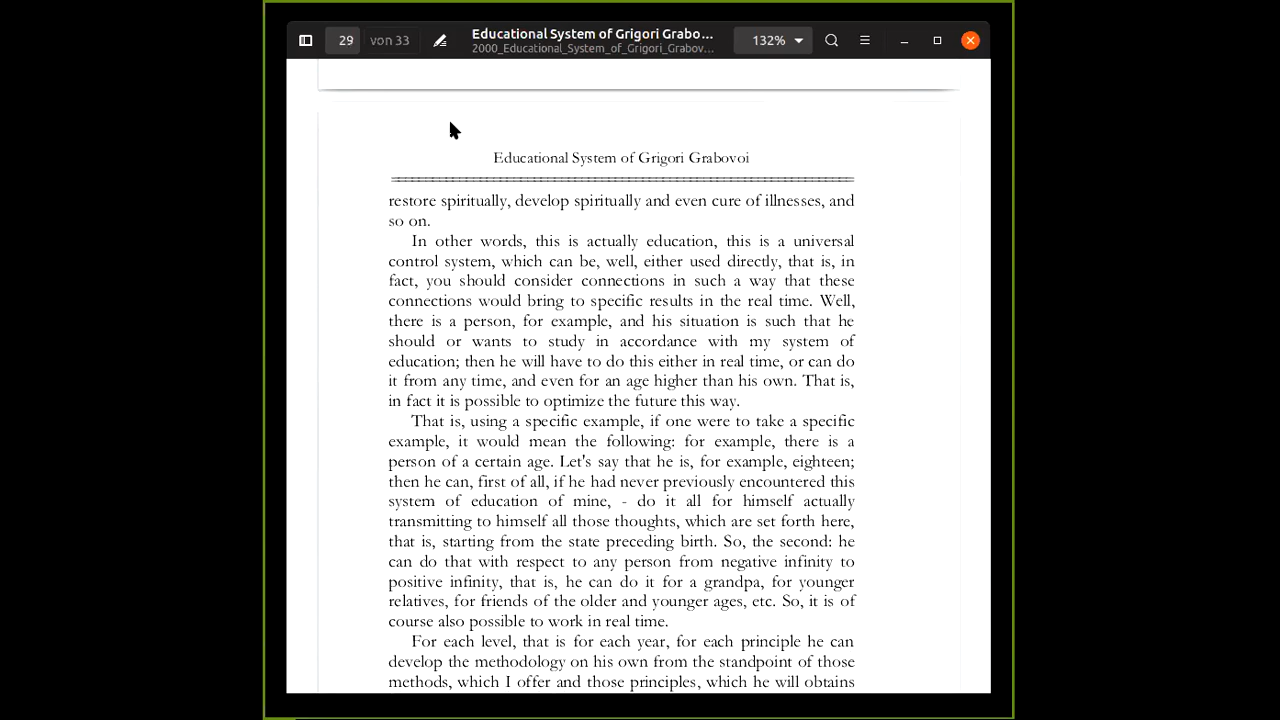 29
von 33
Educational System of Grigori Grabo...
2000_Educational_System_of_Grigori_Grabov...
132%
Educational System of Grigori Grabovoi
restore spiritually, develop spiritually and even cure of illnesses, and
so on.
In other words, this is actually education, this is a universal
control system, which can be, well, either used directly, that is, in
fact, you should consider connections in such a way that these
connections would bring to specific results in the real time. Well,
there is a person, for example, and his situation is such that he
should or wants to study in accordance with my system of
education; then he will have to do this either in real time, or can do
it from any time, and even for an age higher than his own. That is,
in fact it is possible to optimize the future this way.
That is, using a specific example, if one were to take a specific
example, it would mean the following: for example, there is a
person of a certain age. Let's say that he is, for example, eighteen;
then he can, first of all, if he had never previously encountered this
system of education of mine, - do it all for himself actually
transmitting to himself all those thoughts, which are set forth here,
that is, starting from the state preceding birth. So, the second: he
can do that with respect to any person from negative infinity to
positive infinity, that is, he can do it for a grandpa, for younger
relatives, for friends of the older and younger ages, etc. So, it is of
course also possible to work in real time.
For each level, that is for each year, for each principle he can
develop the methodology on his own from the standpoint of those
methods, which I offer and those principles, which he will obtains